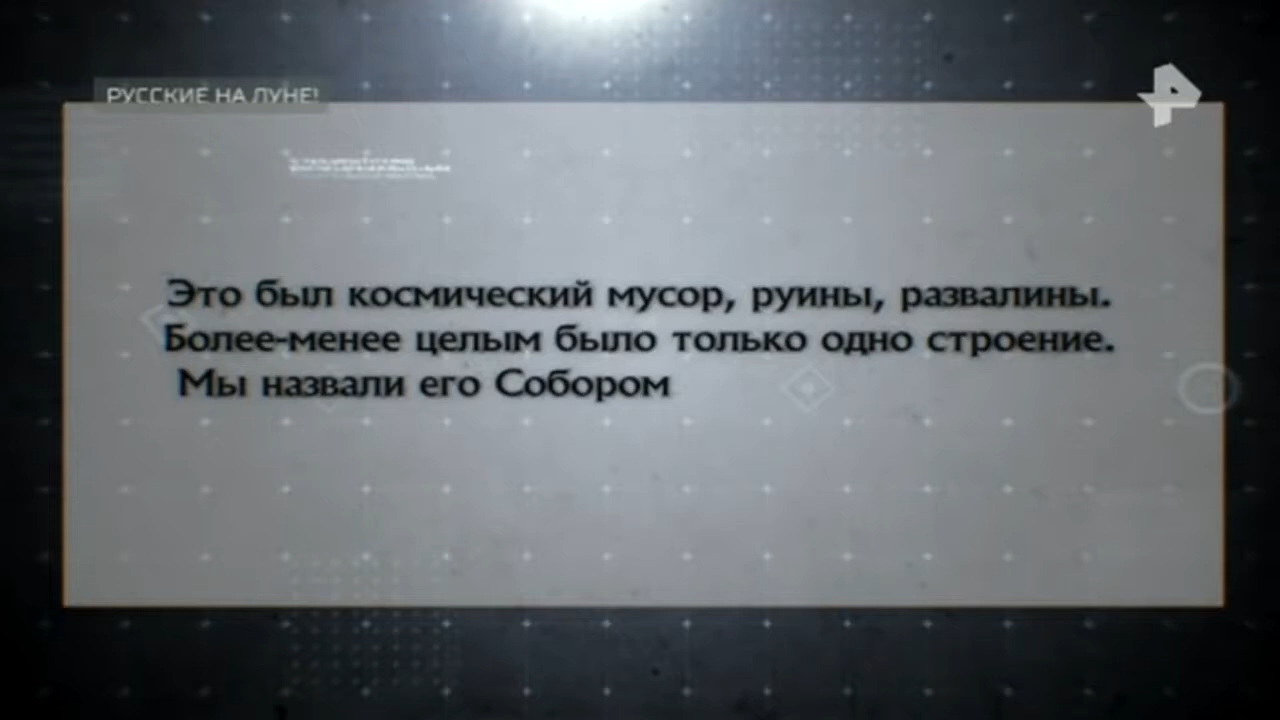 РУССКИЕ НА ЛУНЕ!
Это был космический мусор, руины, развалины.
Более-менее целым было только одно строение.
Мы назвали его Собором